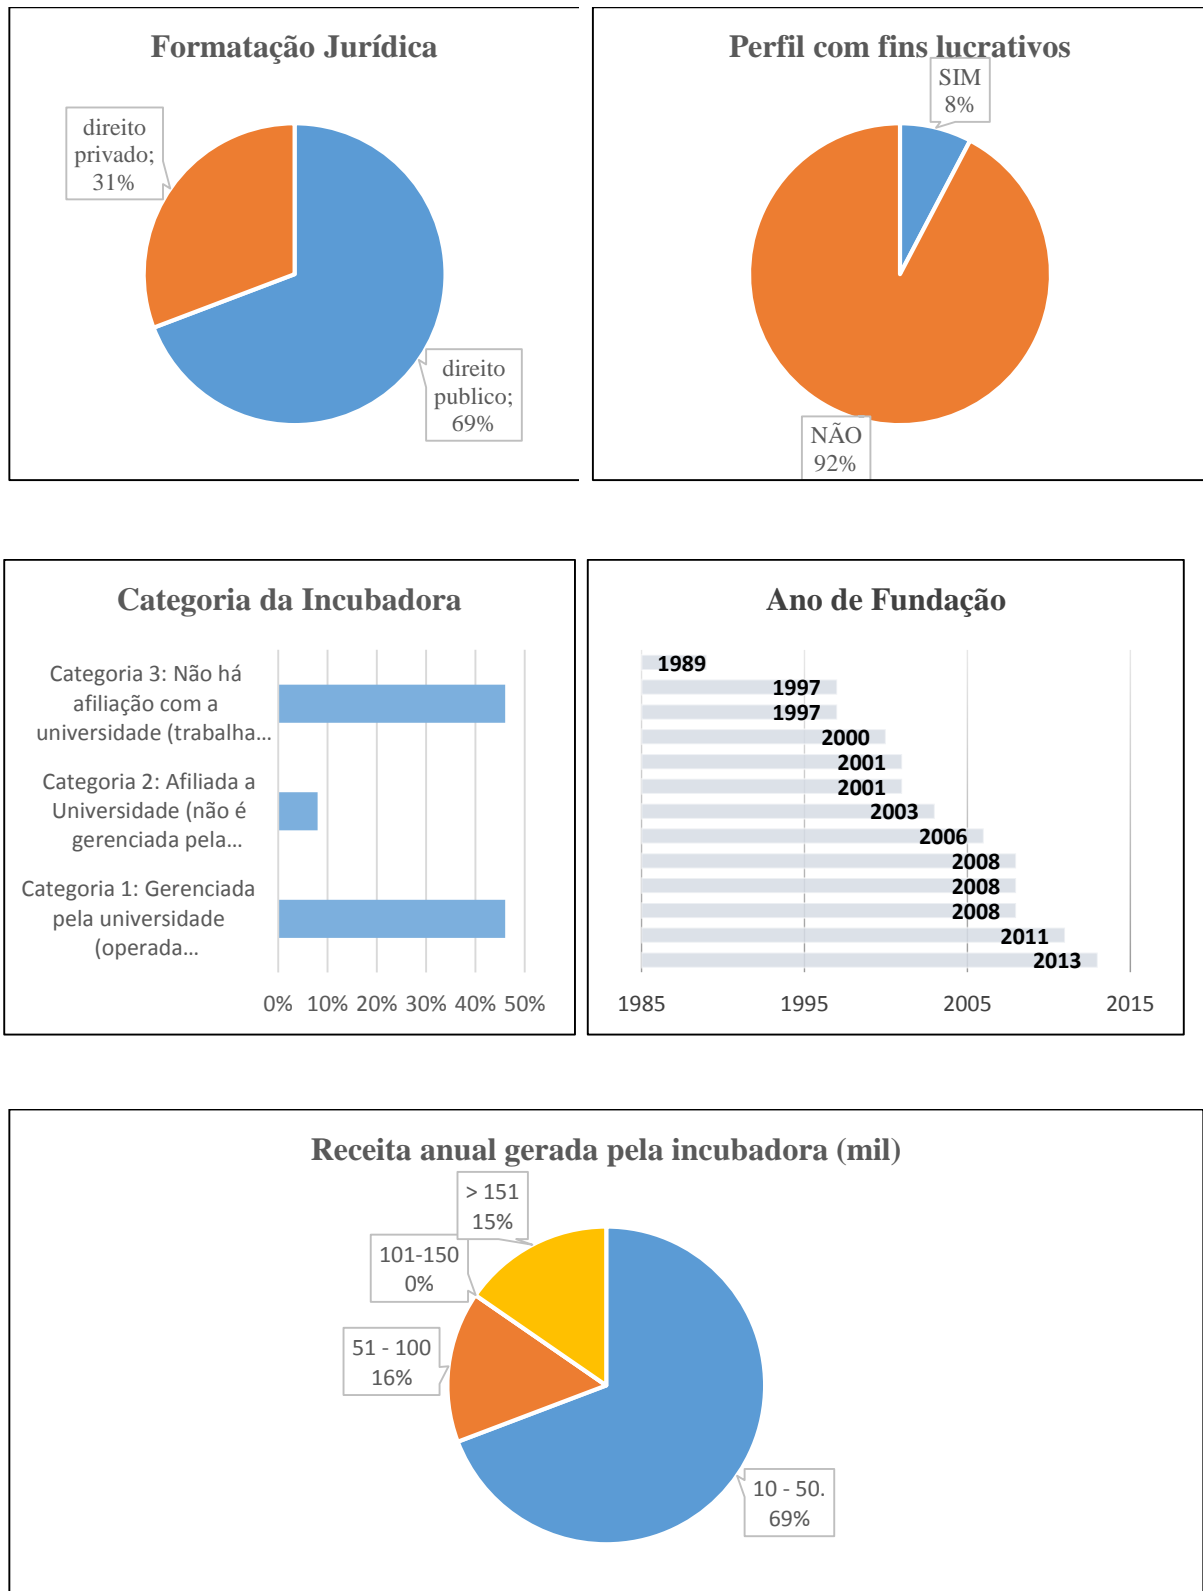 Formatação Jurídica
direito
privado;
31%
direito
publico;
69%
Perfil com fins lucrativos
SIM
8%
NÃO
92%
Categoria da Incubadora
Categoria 3: Não há
afiliação com a
universidade (trabalha...
Categoria 2: Afiliada a
Universidade (não é
gerenciada pela...
Categoria 1: Gerenciada
pela universidade
(operada...
0% 10% 20% 30% 40% 50%
Ano de Fundação
1989
1997
1997
2000
2001
2001
2003
2006
2008
2008
2008
2011
2013
1985 1995 2005 2015
Receita anual gerada pela incubadora (mil)
> 151
15%
101-150
0%
51 - 100
16%
10 - 50.
69%